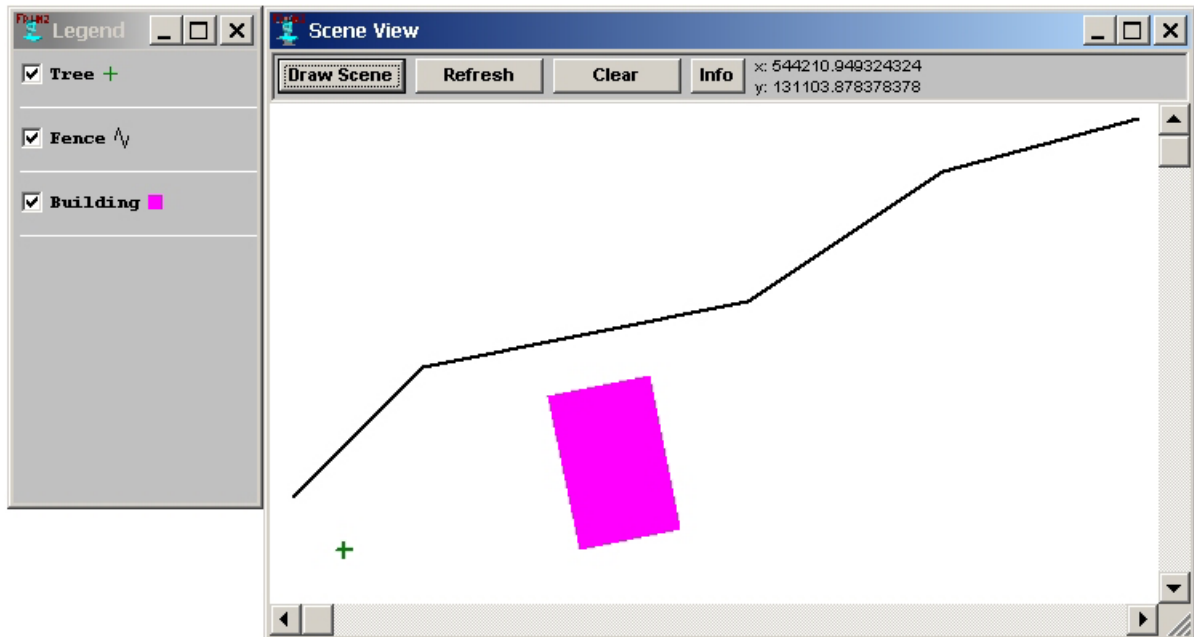 Legend
Tree
Fence
Building
Scene View
Draw Scene Refresh Clear Info
x: 544210.949324324
y: 131103.878378378